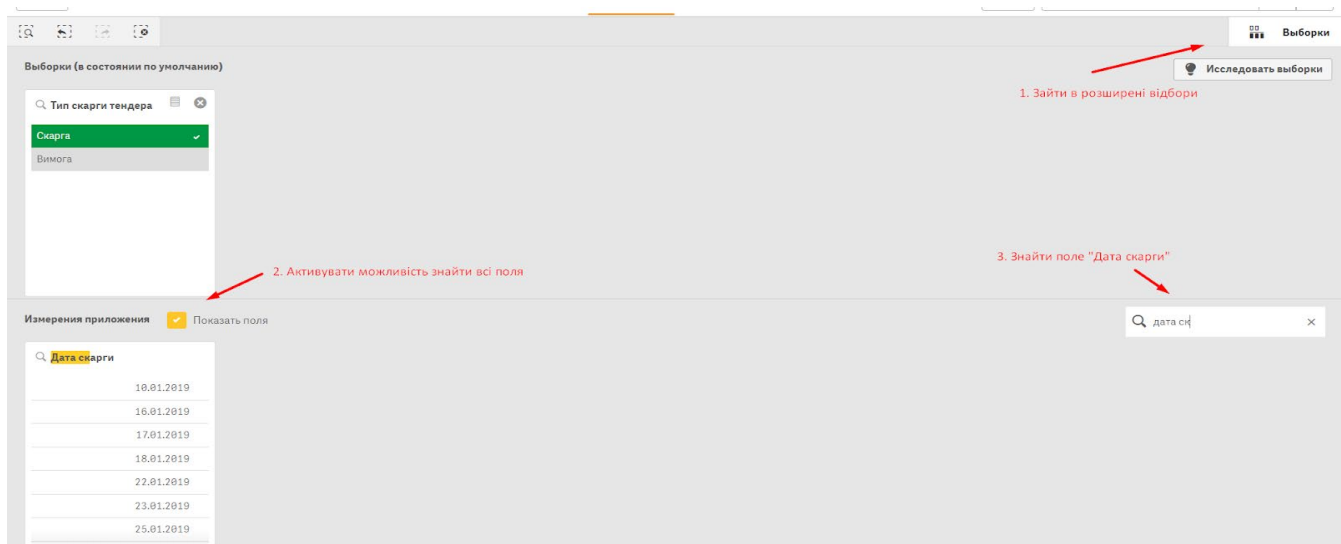 Выборки
Выборки (в состоянии по умолчанию)
Исследовать выборки
1. Зайти в розширені відбори
Тип скарги тендера
Скарга
Вимога
2. Активувати можливість знайти всі поля
3. Знайти поле "Дата скарги"
Измерения приложения
Показать поля
дата ск
Дата скарги
10.01.2019
16.01.2019
17.01.2019
18.01.2019
22.01.2019
23.01.2019
25.01.2019